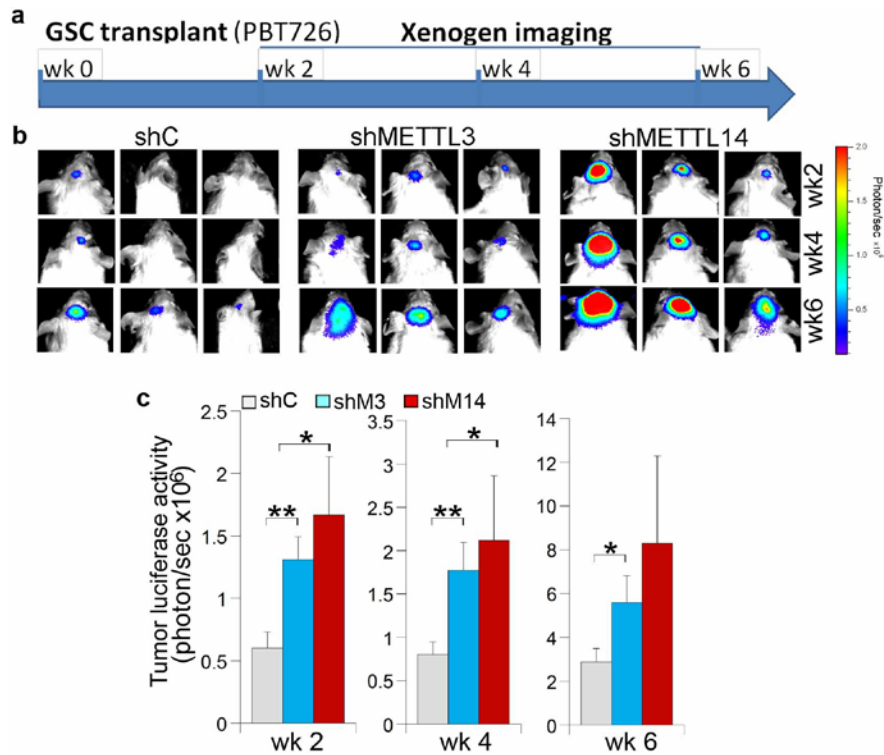 a
GSC transplant (PBT726) Xenogen imaging
wk 0 wk 2 wk 4 wk 6
b
shC shMETTL3 shMETTL14
wk2
wk4
wk6
2.0
1.5
1.0
0.5
Photon/sec x10⁶
c
shC shM3 shM14
Tumor luciferase activity
(photon/sec x10⁶)
2.5
2
1.5
1
0.5
0
* **
wk 2
3.5
3
2.5
2
1.5
1
0.5
0
* **
wk 4
14
12
10
8
6
4
2
0
*
wk 6